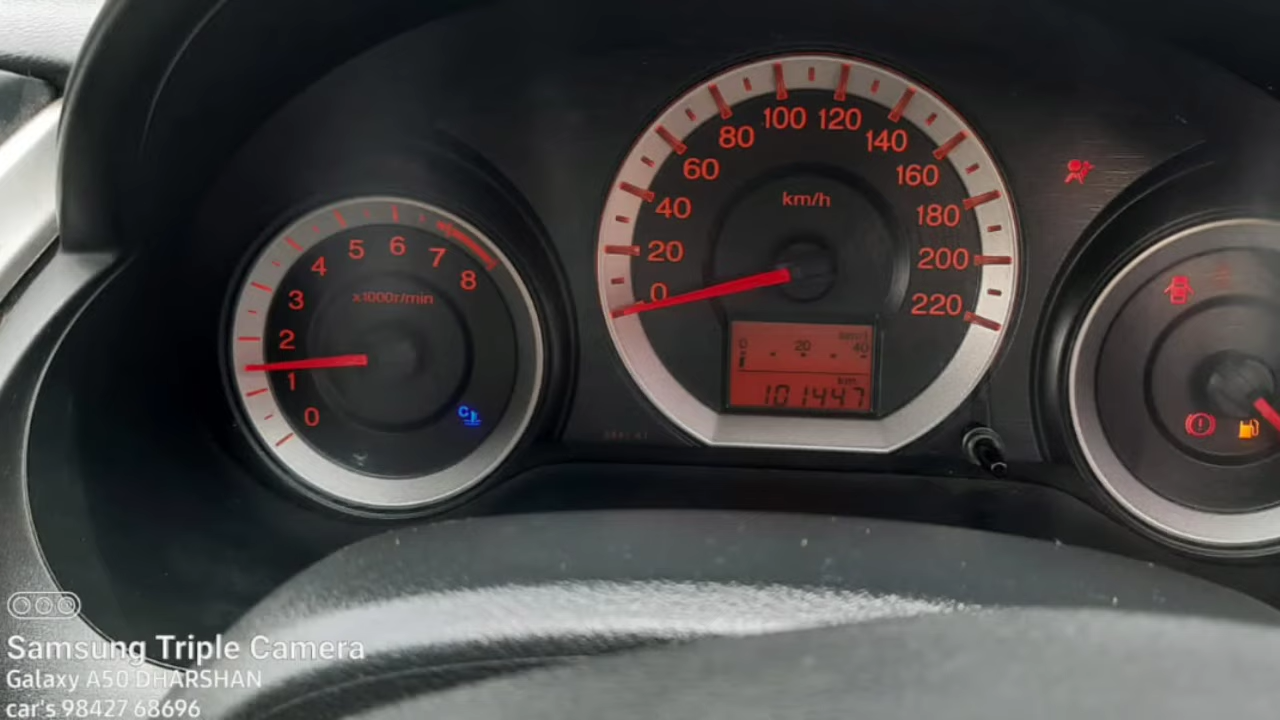 0
1
2
3
4
5
6
7
8
x1000r/min
C
0
20
40
60
80
100
120
140
160
180
200
220
km/h
0 20 40
km
101447
Samsung Triple Camera
Galaxy A50 DHARSHAN
car's 98427 68696